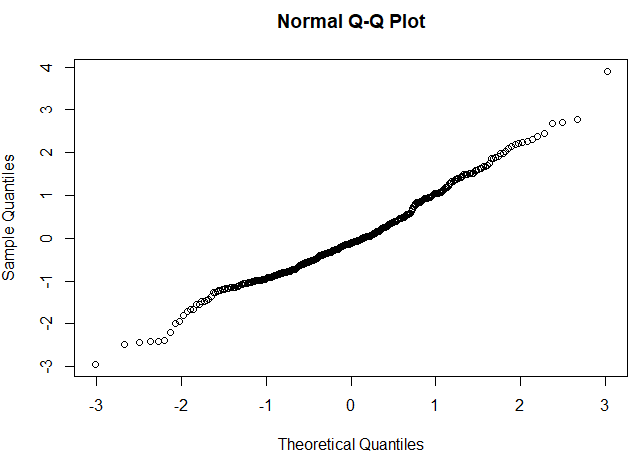 Normal Q-Q Plot
4
3
2
1
0
-1
-2
-3
Sample Quantiles
-3 -2 -1 0 1 2 3
Theoretical Quantiles